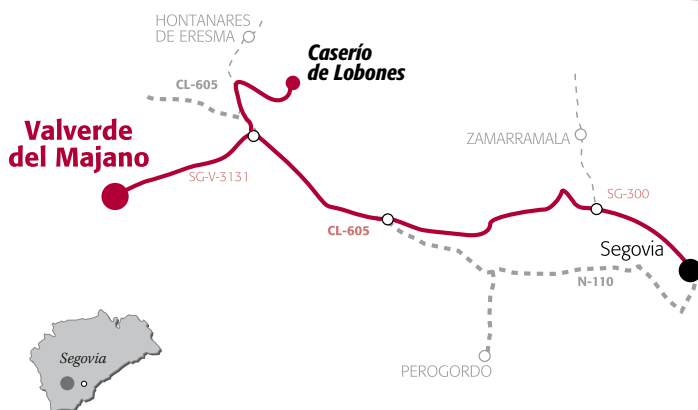 HONTANARES
DE ERESMA
Caserío
de Lobones
CL-605
Valverde
del Majano
ZAMARRAMALA
SG-V-3131
SG-300
CL-605
Segovia
N-110
PEROGORDO
Segovia